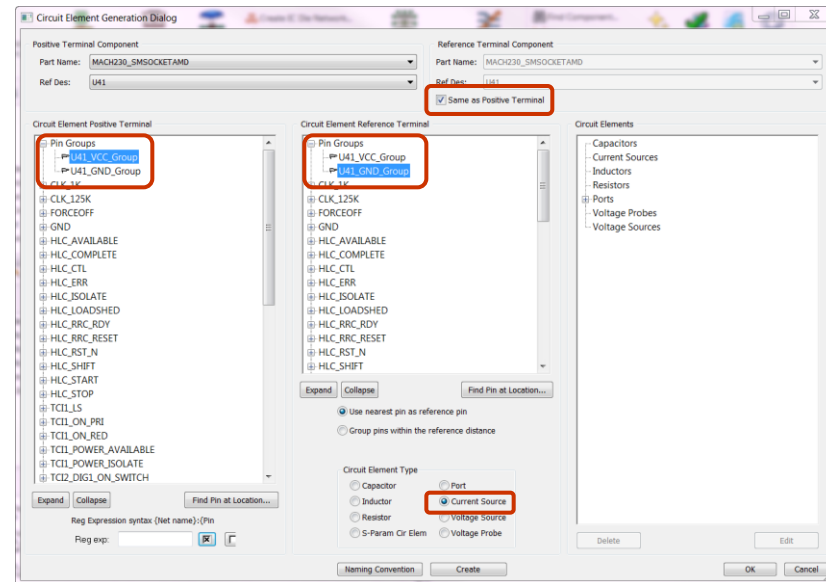 Circuit Element Generation Dialog
Positive Terminal Component
Part Name: MACH230_SMSOCKETAMD
Ref Des: U41
Reference Terminal Component
Part Name: MACH230_SMSOCKETAMD
Ref Des: U41
Same as Positive Terminal
Circuit Element Positive Terminal
Pin Groups
U41_VCC_Group
U41_GND_Group
CLK_1K
CLK_125K
FORCEOFF
GND
HLC_AVAILABLE
HLC_COMPLETE
HLC_CTL
HLC_ERR
HLC_ISOLATE
HLC_LOADSHED
HLC_RRC_RDY
HLC_RRC_RESET
HLC_RST_N
HLC_SHIFT
HLC_START
HLC_STOP
TCI1_LS
TCI1_ON_PRI
TCI1_ON_RED
TCI1_POWER_AVAILABLE
TCI1_POWER_ISOLATE
TCI2_DIG1_ON_SWITCH
Expand Collapse Find Pin at Location...
Reg Expression syntax {Net name}:{Pin
Reg exp:
Circuit Element Reference Terminal
Pin Groups
U41_VCC_Group
U41_GND_Group
CLK_1K
CLK_125K
FORCEOFF
GND
HLC_AVAILABLE
HLC_COMPLETE
HLC_CTL
HLC_ERR
HLC_ISOLATE
HLC_LOADSHED
HLC_RRC_RDY
HLC_RRC_RESET
HLC_RST_N
HLC_SHIFT
Expand Collapse Find Pin at Location...
Use nearest pin as reference pin
Group pins within the reference distance
Circuit Element Type
Capacitor Port
Inductor Current Source
Resistor Voltage Source
S-Param Cir Elem Voltage Probe
Naming Convention Create
Circuit Elements
Capacitors
Current Sources
Inductors
Resistors
Ports
Voltage Probes
Voltage Sources
Delete Edit
OK Cancel